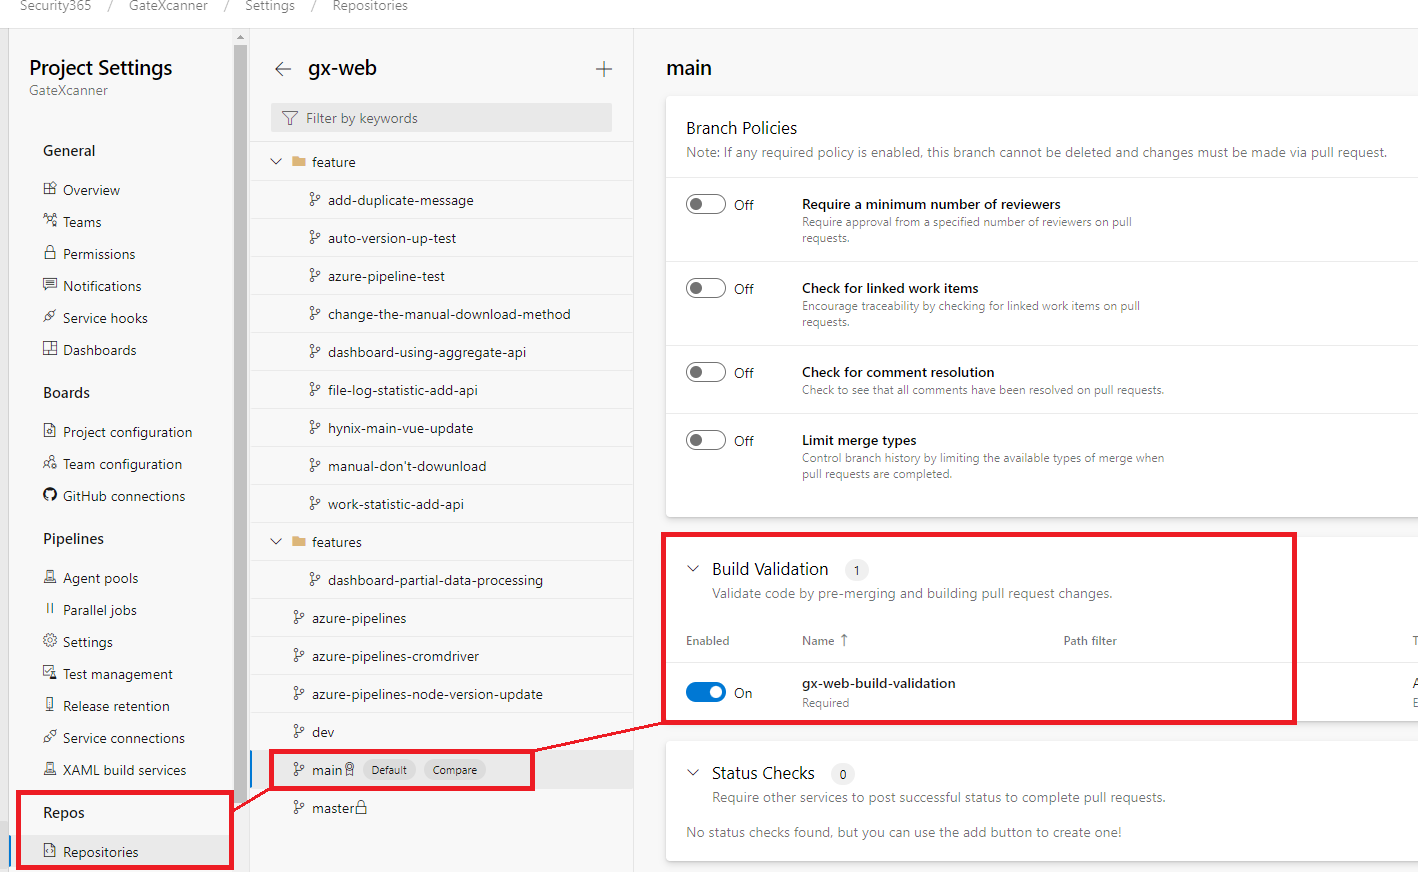 Security365 / GateXcanner / Settings / Repositories
Project Settings
GateXcanner
General
Overview
Teams
Permissions
Notifications
Service hooks
Dashboards
Boards
Project configuration
Team configuration
GitHub connections
Pipelines
Agent pools
Parallel jobs
Settings
Test management
Release retention
Service connections
XAML build services
Repos
Repositories
gx-web
Filter by keywords
feature
add-duplicate-message
auto-version-up-test
azure-pipeline-test
change-the-manual-download-method
dashboard-using-aggregate-api
file-log-statistic-add-api
hynix-main-vue-update
manual-don't-dowunload
work-statistic-add-api
features
dashboard-partial-data-processing
azure-pipelines
azure-pipelines-cromdriver
azure-pipelines-node-version-update
dev
main Default Compare
master
main
Branch Policies
Note: If any required policy is enabled, this branch cannot be deleted and changes must be made via pull request.
Off Require a minimum number of reviewers
Require approval from a specified number of reviewers on pull
requests.
Off Check for linked work items
Encourage traceability by checking for linked work items on pull
requests.
Off Check for comment resolution
Check to see that all comments have been resolved on pull requests.
Off Limit merge types
Control branch history by limiting the available types of merge when
pull requests are completed.
Build Validation 1
Validate code by pre-merging and building pull request changes.
Enabled Name ↑ Path filter
On gx-web-build-validation
Required
Status Checks 0
Require other services to post successful status to complete pull requests.
No status checks found, but you can use the add button to create one!